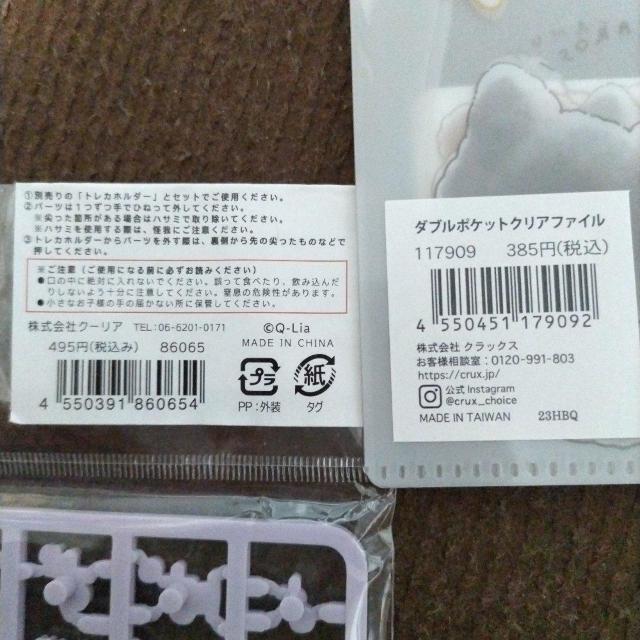 ①別売りの「トレカホルダー」とセットでご使用ください。
②パーツは1つずつ手でひねって外してください。
※尖った箇所がある場合はハサミで取り除いてください。
※ハサミを使用する際は、怪我にご注意ください。
③トレカホルダーからパーツを外す際は、裏側から先の尖ったものなどで
押してください。
※ご注意（ご使用になる前に必ずお読みください）
●口の中に絶対に入れないでください。誤って食べたり、飲み込んだ
りしないよう十分に注意してください。窒息の危険性があります。
●小さなお子様の手の届かない所に保管してください。
株式会社クーリア TEL:06-6201-0171
©Q-Lia
MADE IN CHINA
495円(税込み) 86065
4 550391 860654
プラ
PP:外装
紙
タグ
ダブルポケットクリアファイル
117909 385円(税込)
4 550451 179092
株式会社 クラックス
お客様相談室:0120-991-803
https://crux.jp/
公式 Instagram
@crux_choice
MADE IN TAIWAN 23HBQ